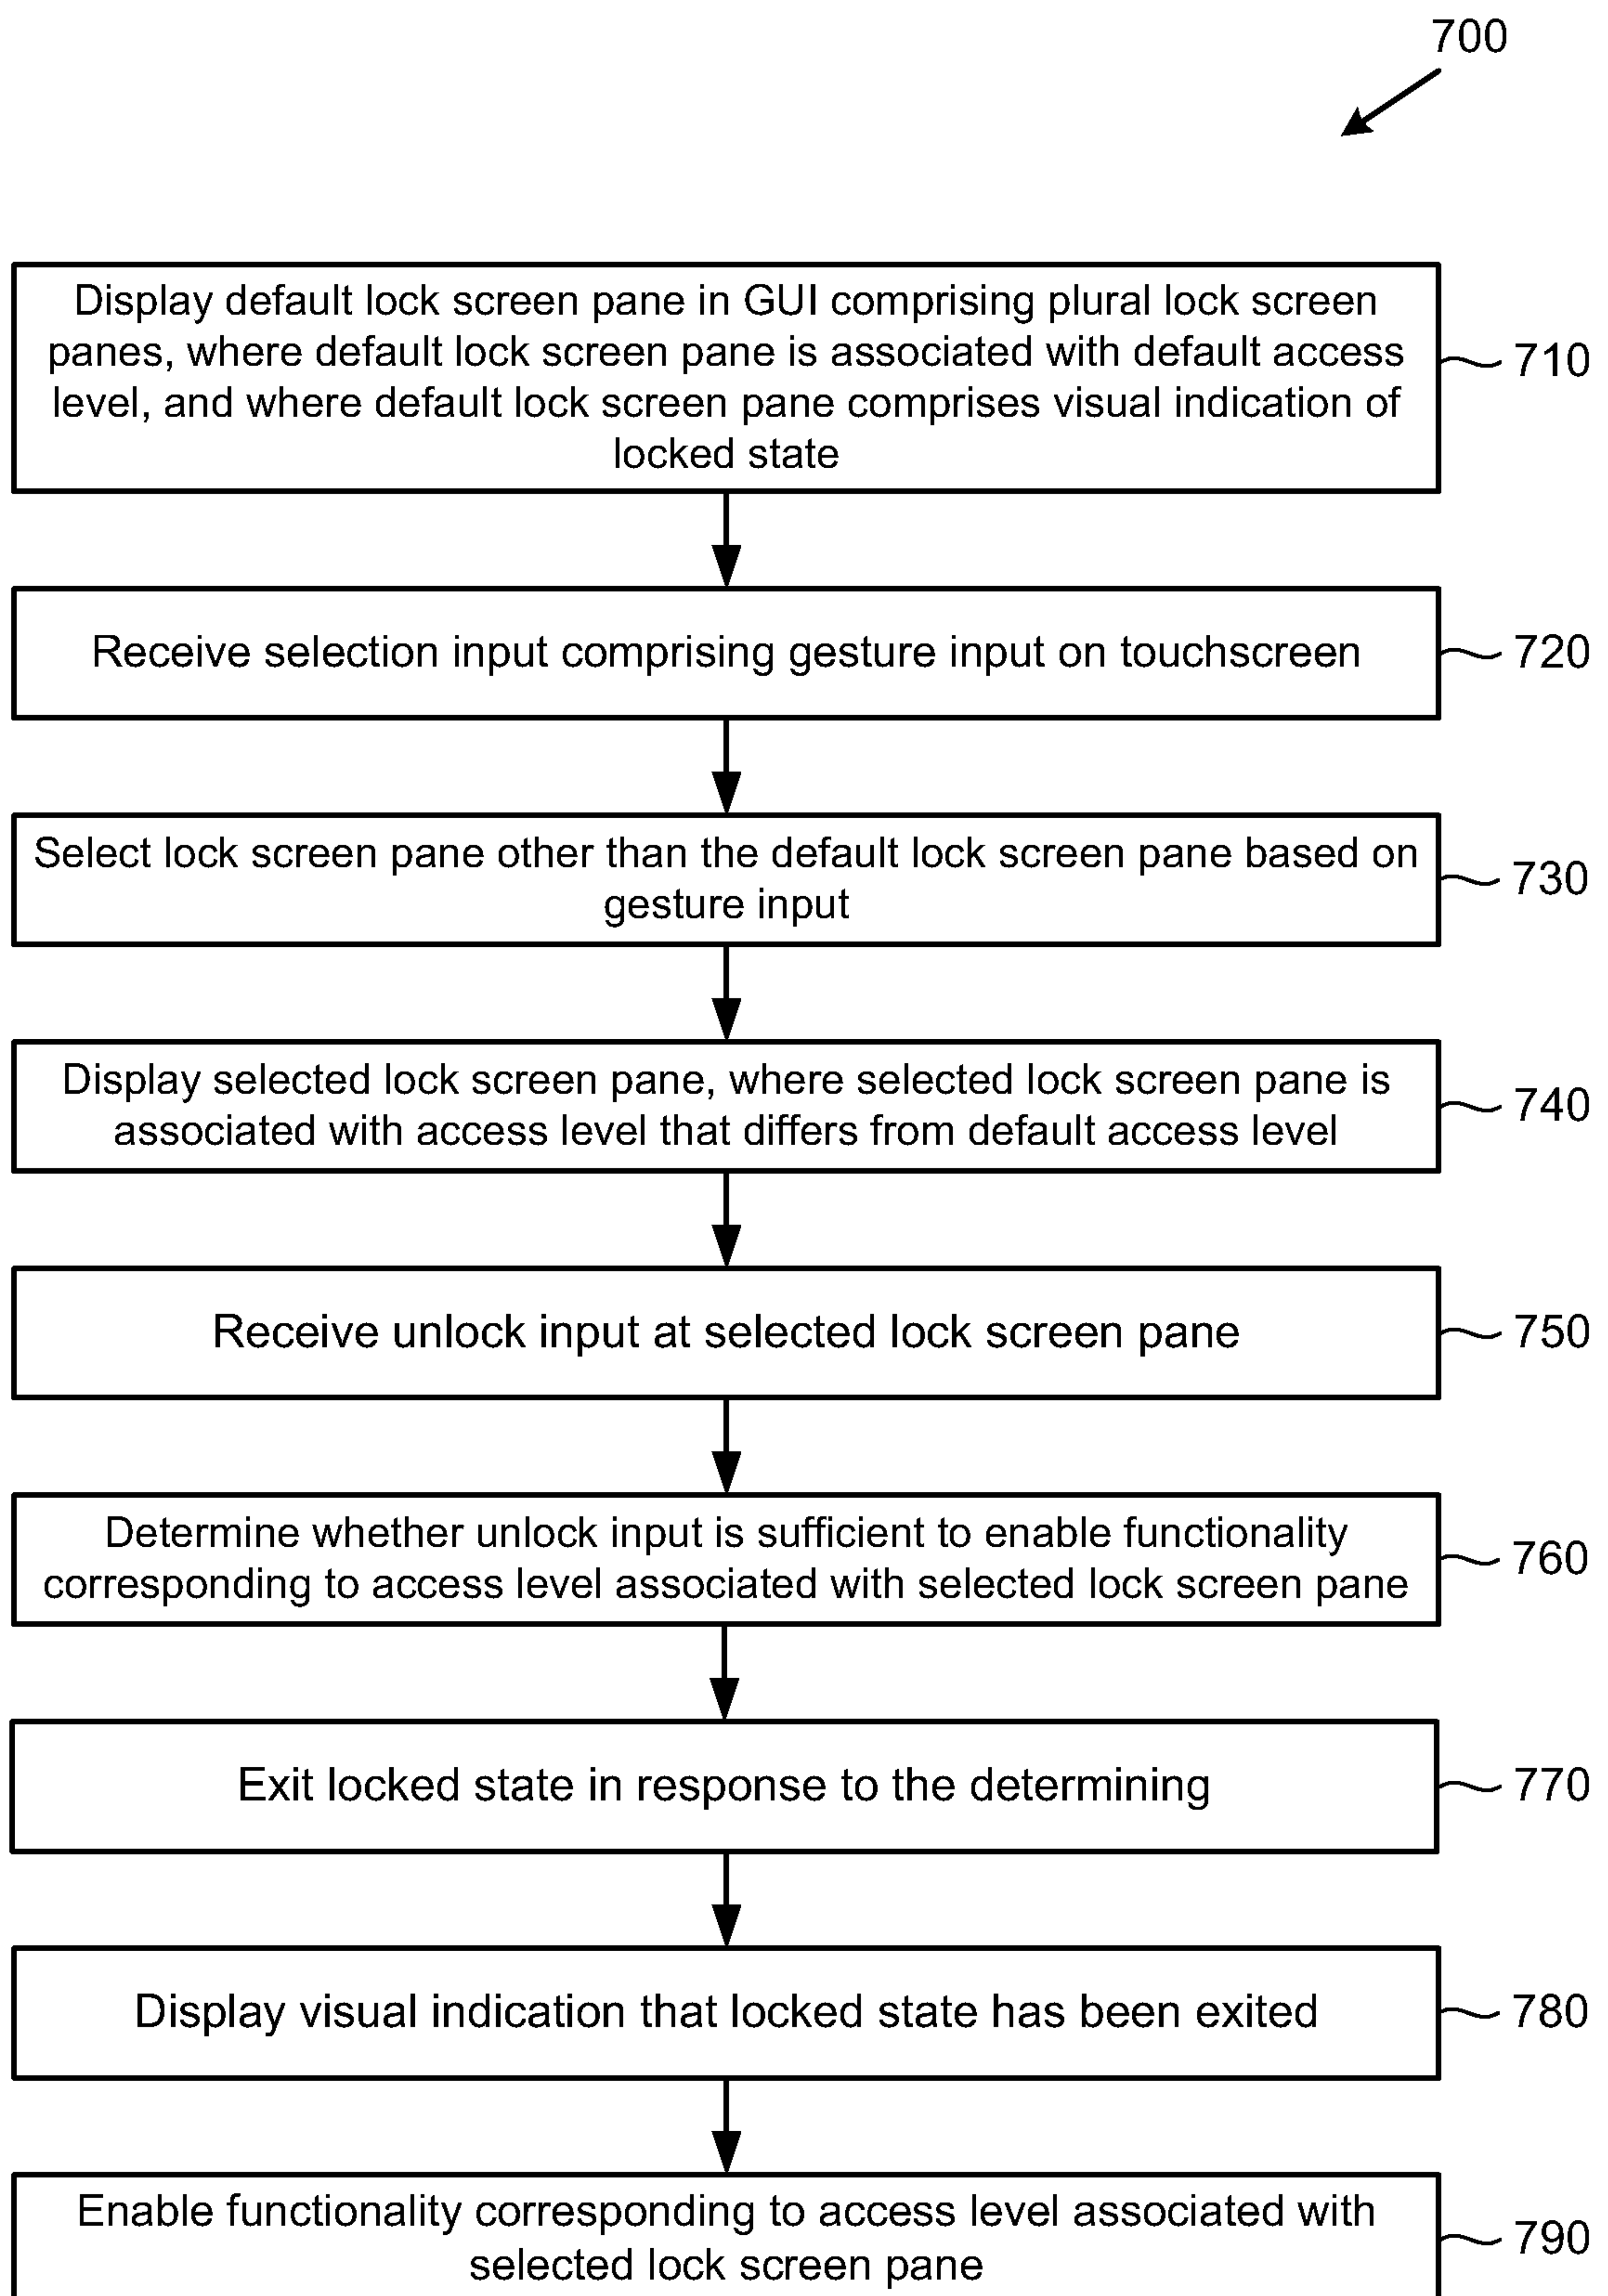 700
Display default lock screen pane in GUI comprising plural lock screen
panes, where default lock screen pane is associated with default access
level, and where default lock screen pane comprises visual indication of
locked state
710
Receive selection input comprising gesture input on touchscreen
720
Select lock screen pane other than the default lock screen pane based on
gesture input
730
Display selected lock screen pane, where selected lock screen pane is
associated with access level that differs from default access level
740
Receive unlock input at selected lock screen pane
750
Determine whether unlock input is sufficient to enable functionality
corresponding to access level associated with selected lock screen pane
760
Exit locked state in response to the determining
770
Display visual indication that locked state has been exited
780
Enable functionality corresponding to access level associated with
selected lock screen pane
790